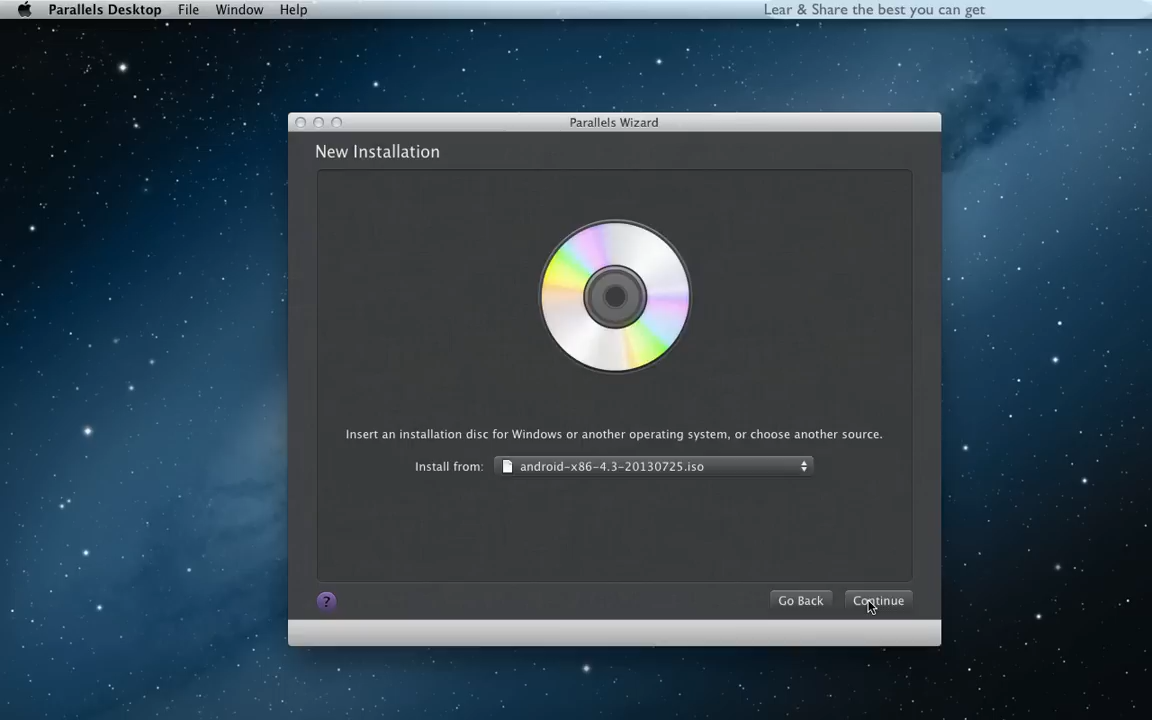 Parallels Desktop File Window Help Lear & Share the best you can get
Parallels Wizard
New Installation
Insert an installation disc for Windows or another operating system, or choose another source.
Install from: android-x86-4.3-20130725.iso
? Go Back Continue